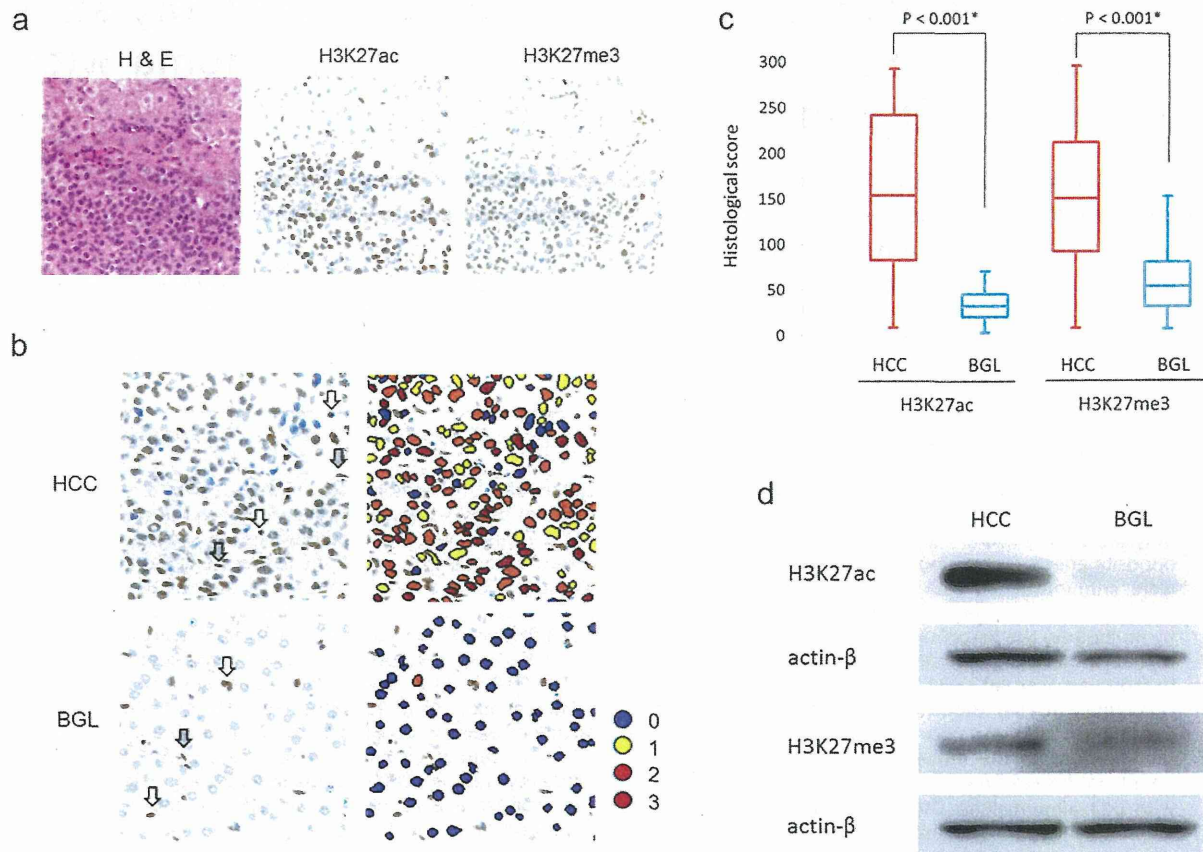 a
H & E
H3K27ac
H3K27me3
b
HCC
BGL
0
1
2
3
c
P < 0.001*
P < 0.001*
Histological score
300
250
200
150
100
50
0
HCC
BGL
HCC
BGL
H3K27ac
H3K27me3
d
HCC
BGL
H3K27ac
actin-β
H3K27me3
actin-β